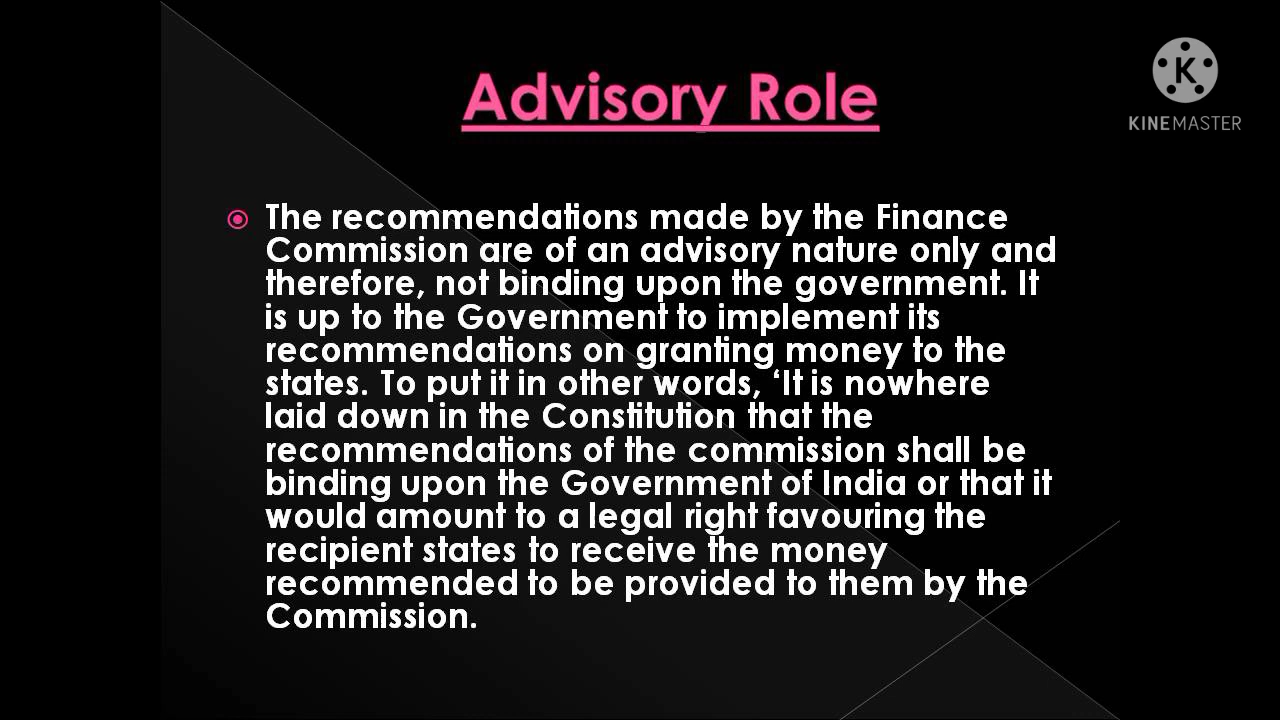 Advisory Role
K
KINEMASTER
The recommendations made by the Finance
Commission are of an advisory nature only and
therefore, not binding upon the government. It
is up to the Government to implement its
recommendations on granting money to the
states. To put it in other words, ‘It is nowhere
laid down in the Constitution that the
recommendations of the commission shall be
binding upon the Government of India or that it
would amount to a legal right favouring the
recipient states to receive the money
recommended to be provided to them by the
Commission.